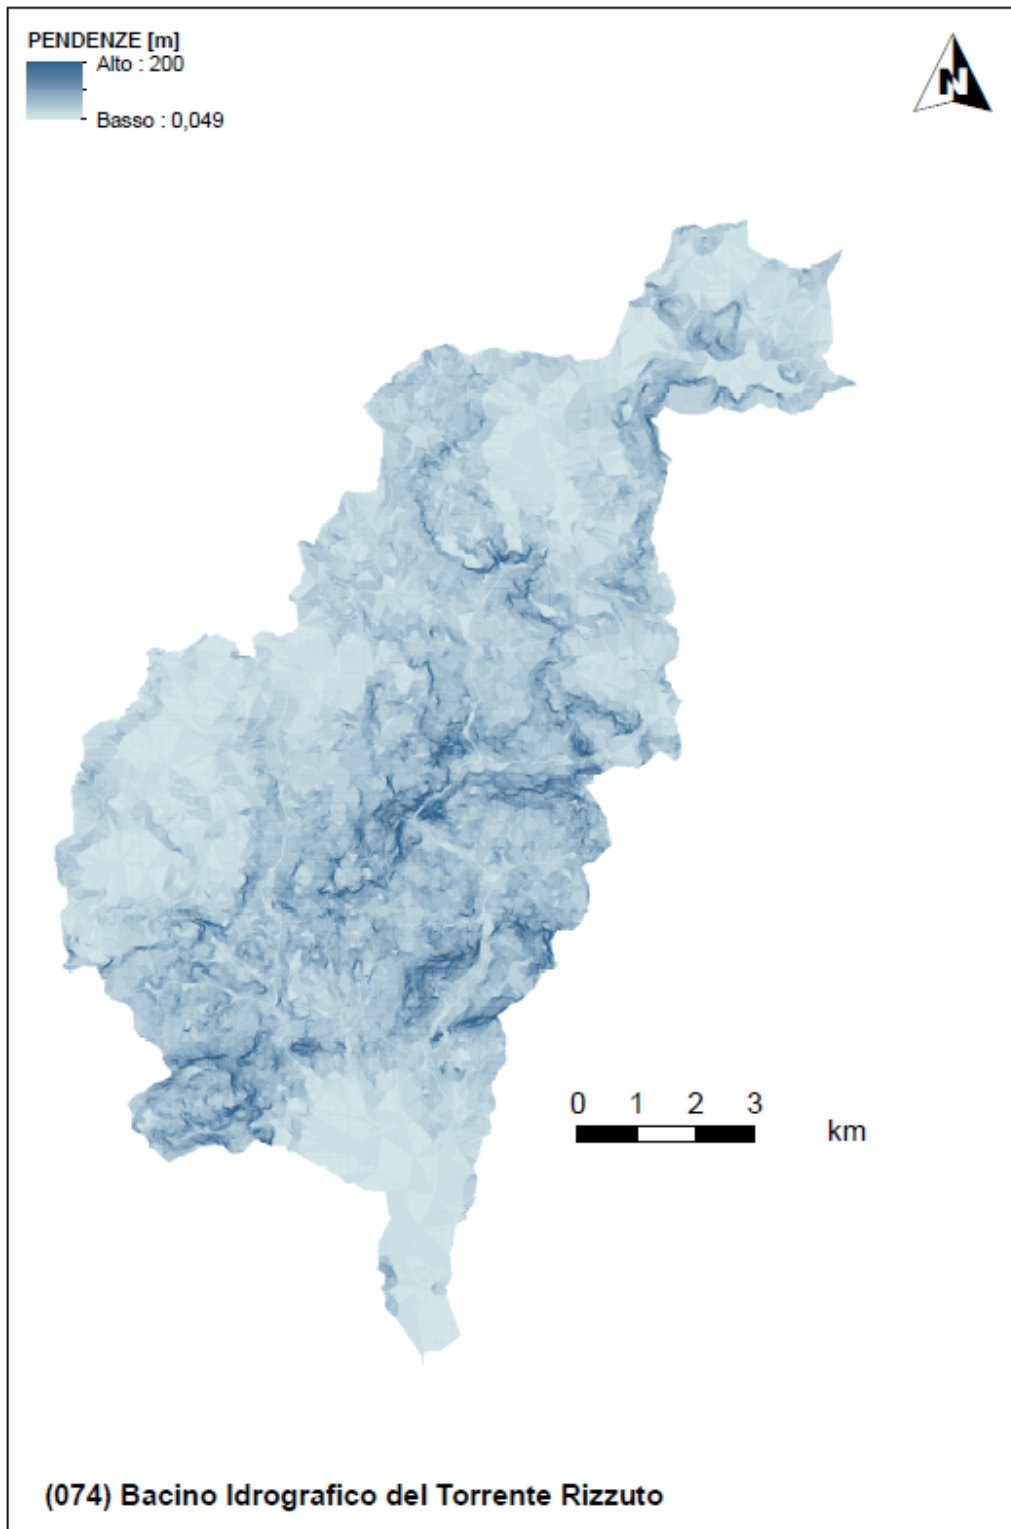 PENDENZE [m]
Alto : 200
Basso : 0,049
N
0 1 2 3
km
(074) Bacino Idrografico del Torrente Rizzuto